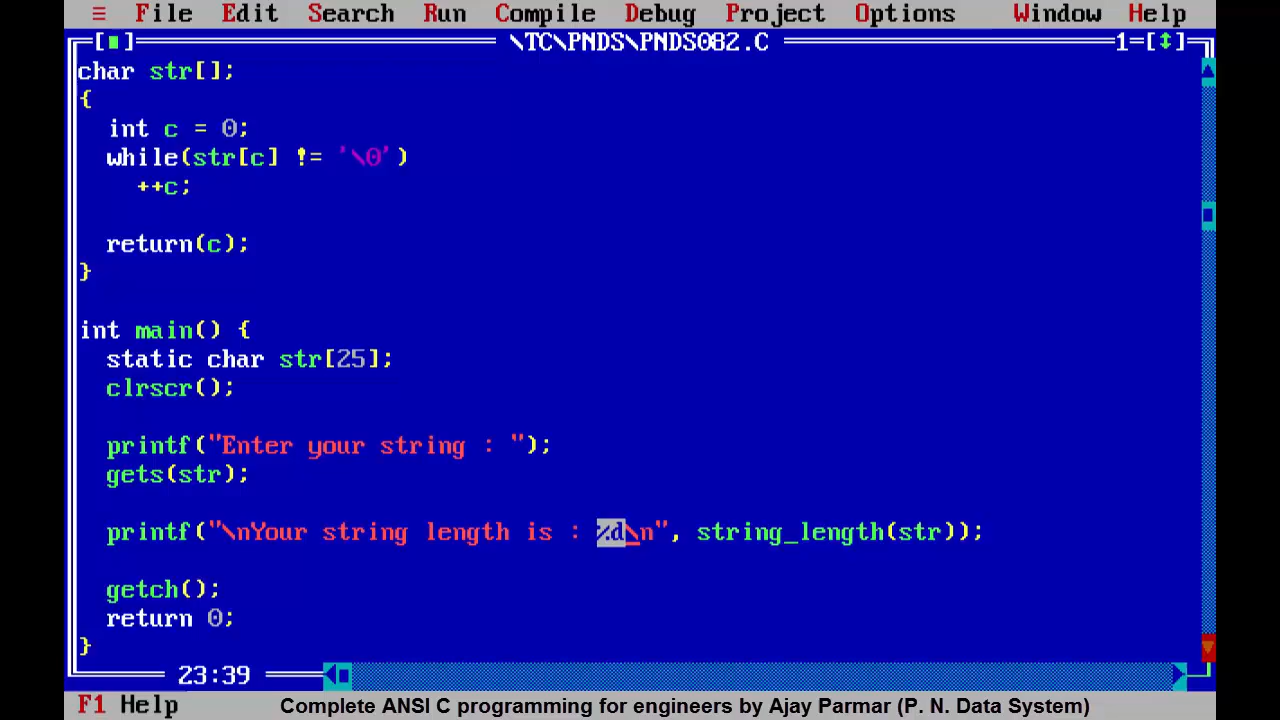 ≡ File Edit Search Run Compile Debug Project Options Window Help
\TC\PNDS\PNDS082.C 1=[↕]
char str[];
{
  int c = 0;
  while(str[c] != '\0')
    ++c;
  return(c);
}
int main() {
  static char str[25];
  clrscr();
  printf("Enter your string : ");
  gets(str);
  printf("\nYour string length is : %d\n", string_length(str));
  getch();
  return 0;
}
23:39
F1 Help Complete ANSI C programming for engineers by Ajay Parmar (P. N. Data System)